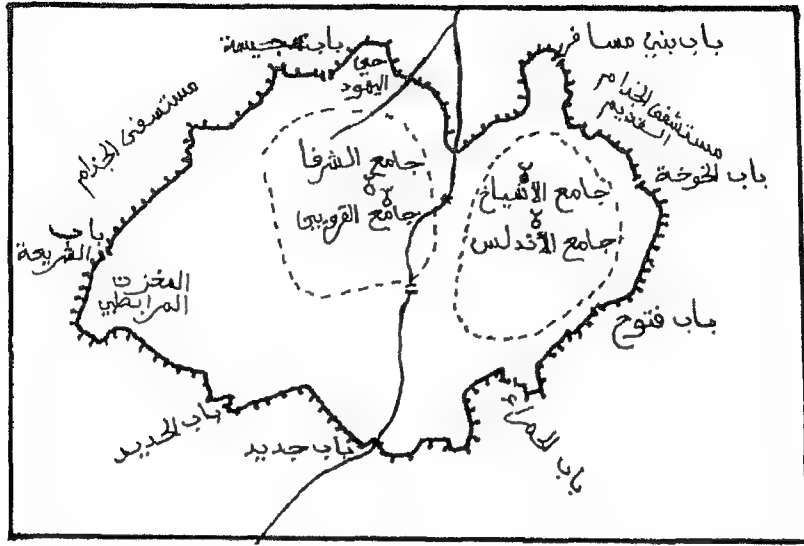 باب بني مسافر
باب عجيسة
حي
اليهود
مستشفى الجذام
القديم
مستشفى الجذام
باب الخوخة
جامع الشرفا
جامع القرويين
جامع الأشياخ
جامع الأندلس
باب
الشريعة
المخزن
المرابطي
باب فتوح
باب الحديد
باب جديد
باب الحمراء